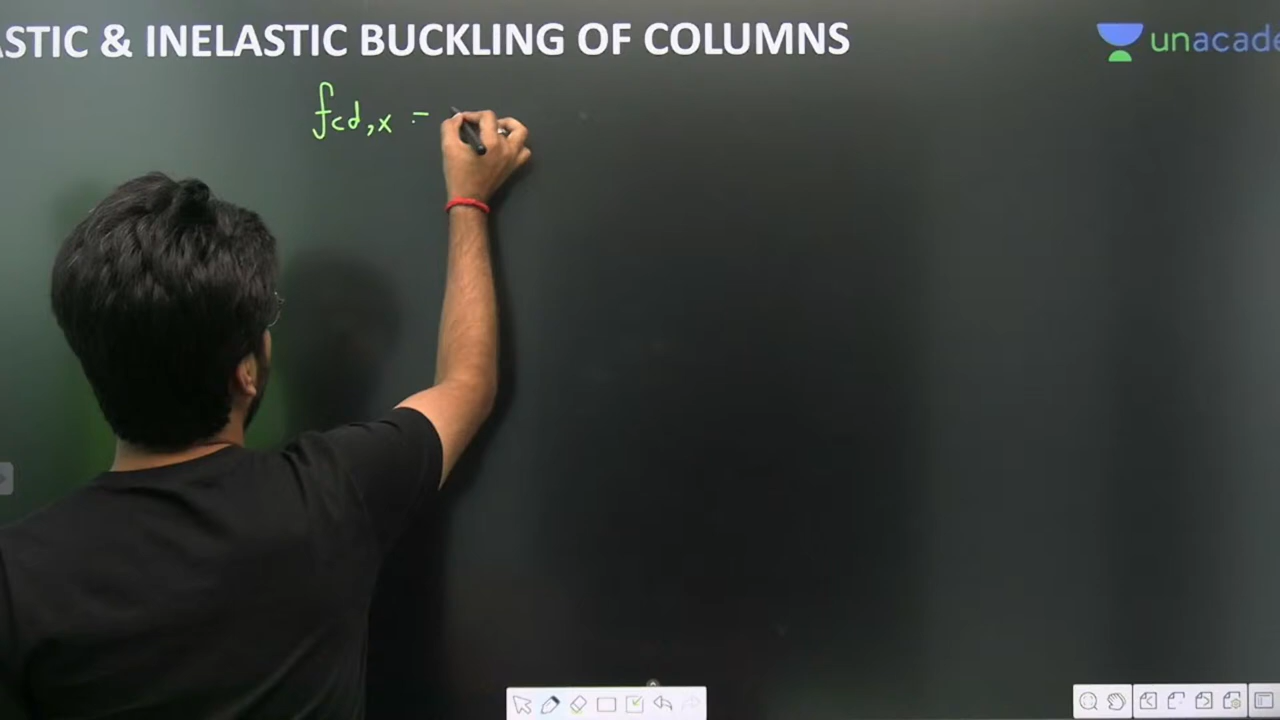 ASTIC & INELASTIC BUCKLING OF COLUMNS
unacade
fcd,x =